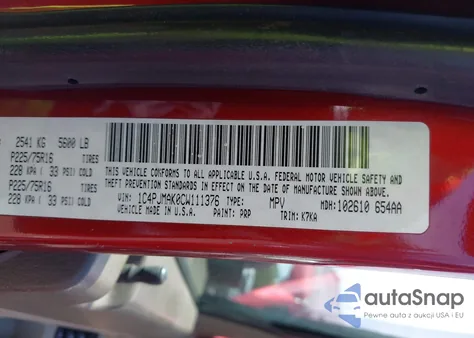 2541 KG 5600 LB
P225/75R16 TIRES
228 KPA ( 33 PSI) COLD
P225/75R16 TIRES
228 KPA ( 33 PSI) COLD
THIS VEHICLE CONFORMS TO ALL APPLICABLE U.S.A. FEDERAL MOTOR VEHICLE SAFETY AND
THEFT PREVENTION STANDARDS IN EFFECT ON THE DATE OF MANUFACTURE SHOWN ABOVE.
VIN: 1C4PJMAK0CW111376 TYPE: MPV MDH: 102610 654AA
VEHICLE MADE IN U.S.A. PAINT: PRP TRIM: K7KA
autoSnap
Pewne auta z aukcji USA i EU